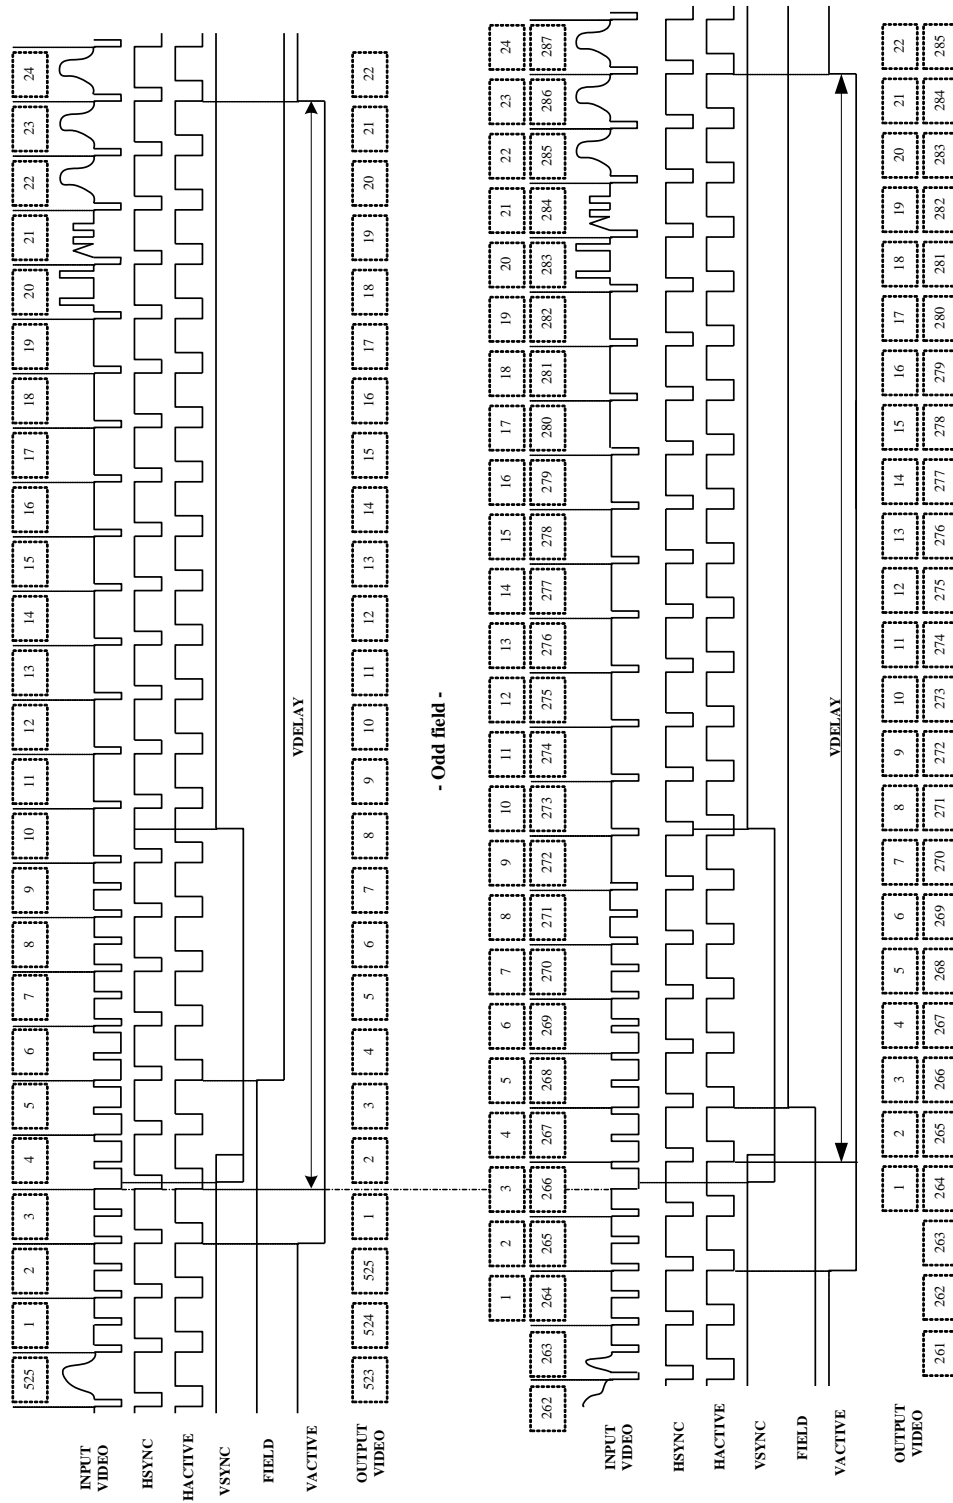 525 1 2 3 4 5 6 7 8 9 10 11 12 13 14 15 16 17 18 19 20 21 22 23 24
INPUT
VIDEO
HSYNC
HACTIVE
VSYNC
FIELD
VACTIVE
VDELAY
OUTPUT
VIDEO
523 524 525 1 2 3 4 5 6 7 8 9 10 11 12 13 14 15 16 17 18 19 20 21 22
- Odd field -
1 2 3 4 5 6 7 8 9 10 11 12 13 14 15 16 17 18 19 20 21 22 23 24
262 263 264 265 266 267 268 269 270 271 272 273 274 275 276 277 278 279 280 281 282 283 284 285 286 287
INPUT
VIDEO
HSYNC
HACTIVE
VSYNC
FIELD
VACTIVE
VDELAY
OUTPUT
VIDEO
1 2 3 4 5 6 7 8 9 10 11 12 13 14 15 16 17 18 19 20 21 22
261 262 263 264 265 266 267 268 269 270 271 272 273 274 275 276 277 278 279 280 281 282 283 284 285